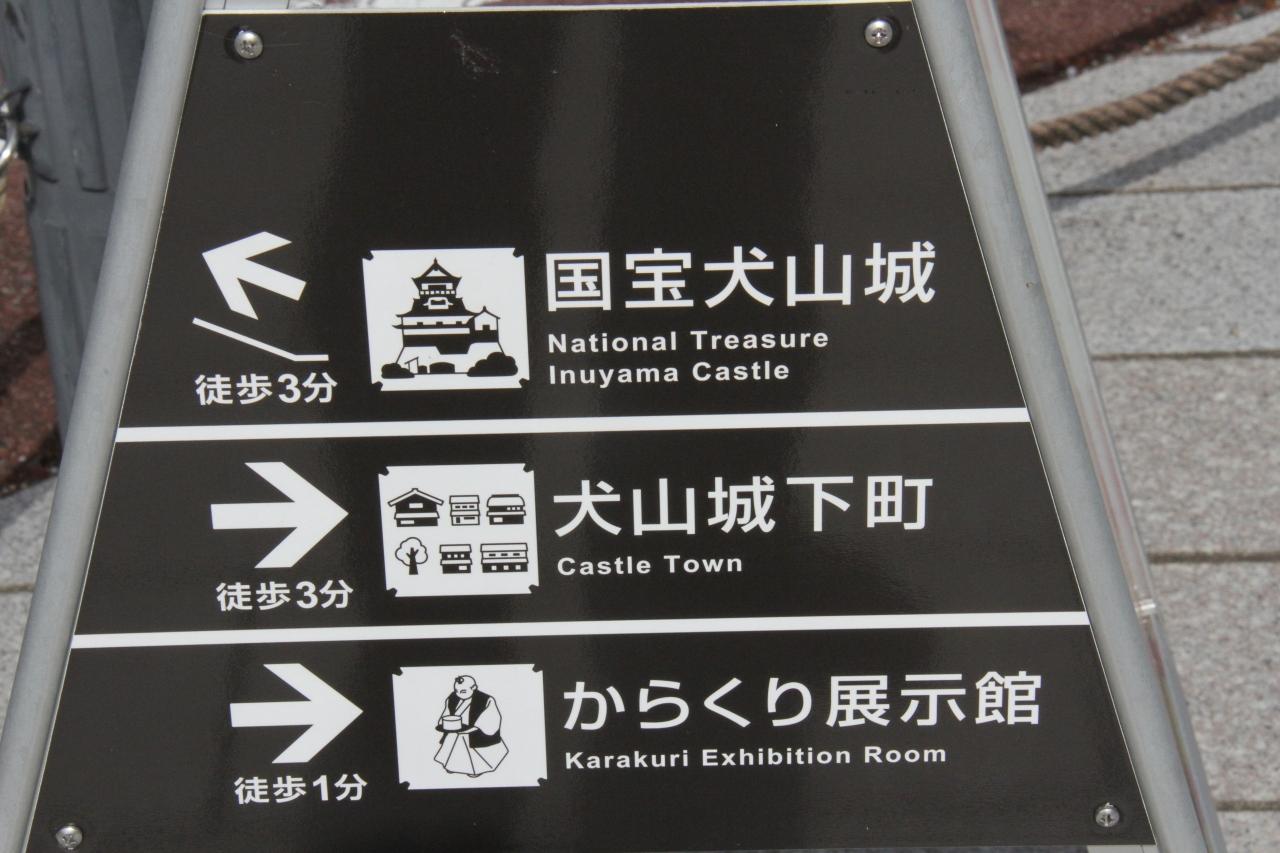 国宝犬山城
National Treasure
Inuyama Castle
徒歩3分
犬山城下町
Castle Town
徒歩3分
からくり展示館
Karakuri Exhibition Room
徒歩1分